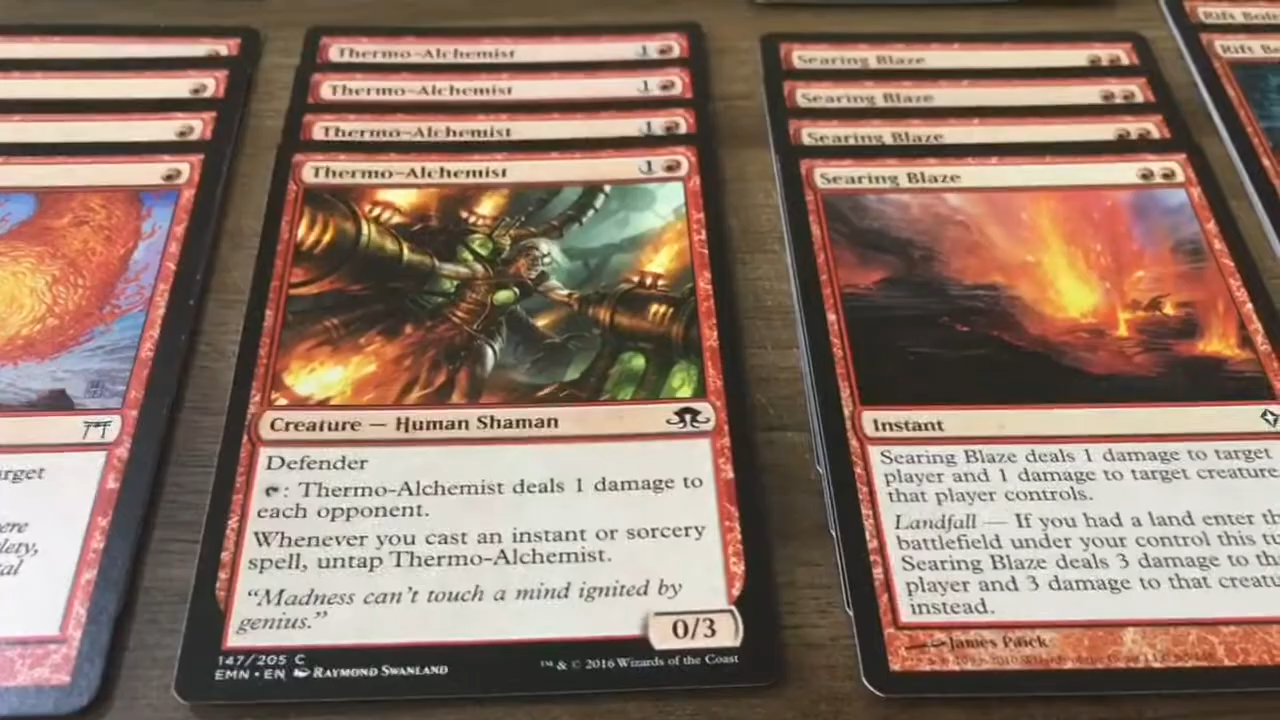 Thermo-Alchemist 1
Thermo-Alchemist 1
Thermo-Alchemist 1
Thermo-Alchemist 1
Creature — Human Shaman
Defender
: Thermo-Alchemist deals 1 damage to
each opponent.
Whenever you cast an instant or sorcery
spell, untap Thermo-Alchemist.
"Madness can't touch a mind ignited by
genius."
0/3
147/205 C
EMN • EN RAYMOND SWANLAND
™ & © 2016 Wizards of the Coast
Searing Blaze
Searing Blaze
Searing Blaze
Searing Blaze
Instant
Searing Blaze deals 1 damage to target
player and 1 damage to target creature
that player controls.
Landfall — If you had a land enter
battlefield under your control this
Searing Blaze deals 3 damage to
player and 3 damage to that
instead.
James Paick
Rift
Rift